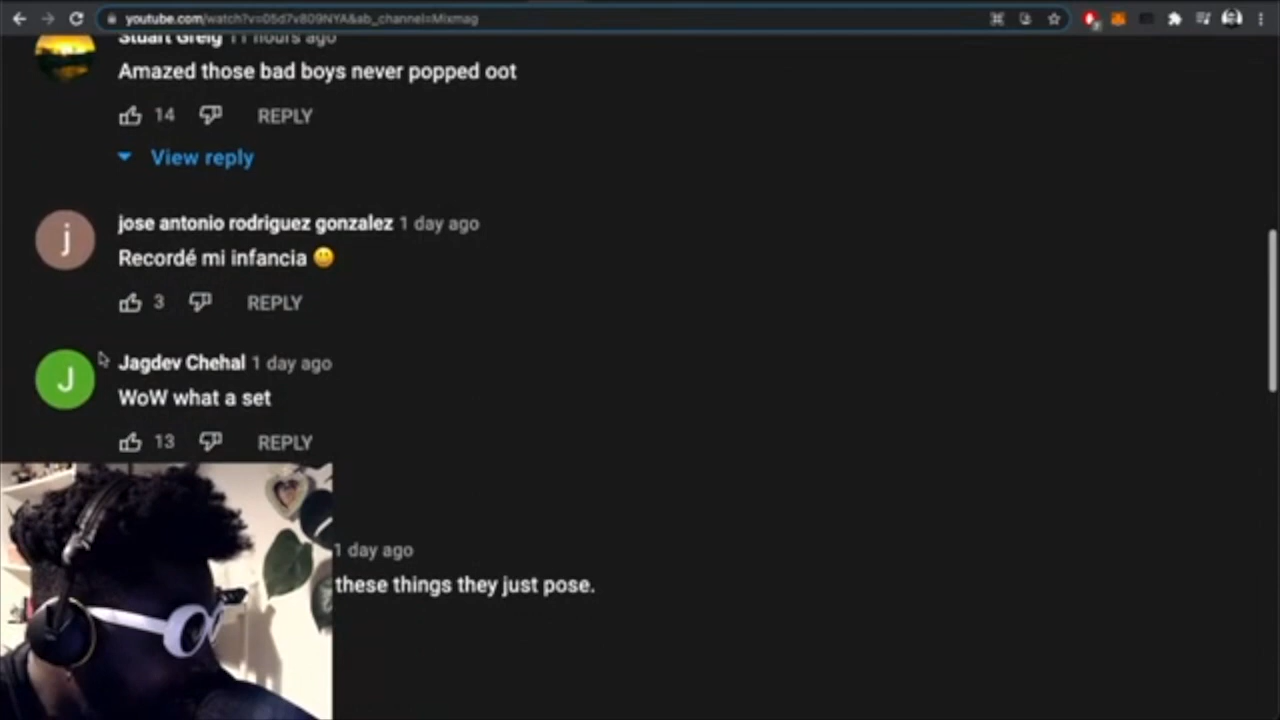 youtube.com/watch?v=05d7v809NYA&ab_channel=Mixmag
Stuart Greig 11 hours ago
Amazed those bad boys never popped oot
14 REPLY
View reply
j
jose antonio rodriguez gonzalez 1 day ago
Recordé mi infancia 😀
3 REPLY
J
Jagdev Chehal 1 day ago
WoW what a set
13 REPLY
1 day ago
these things they just pose.